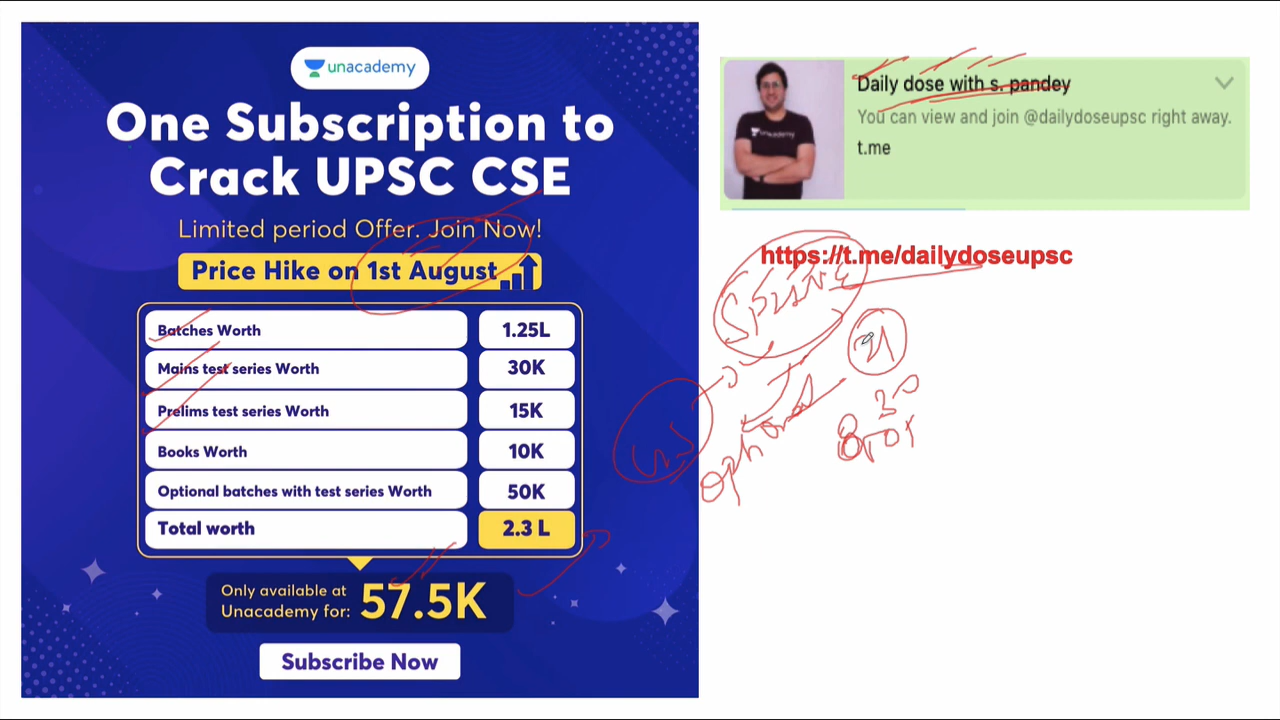 unacademy
One Subscription to
Crack UPSC CSE
Limited period Offer. Join Now!
Price Hike on 1st August
Batches Worth 1.25L
Mains test series Worth 30K
Prelims test series Worth 15K
Books Worth 10K
Optional batches with test series Worth 50K
Total worth 2.3 L
Only available at
Unacademy for: 57.5K
Subscribe Now
Daily dose with s. pandey
You can view and join @dailydoseupsc right away.
t.me
unacademy
https://t.me/dailydoseupsc
optional